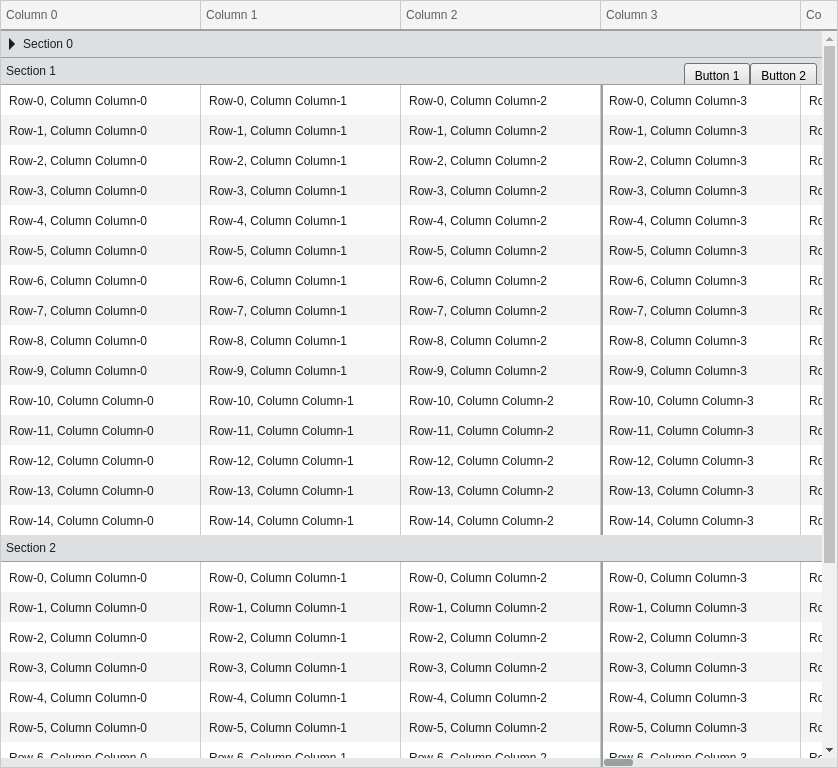 Column 0 Column 1 Column 2 Column 3 Co
Section 0
Section 1 Button 1 Button 2
Row-0, Column Column-0 Row-0, Column Column-1 Row-0, Column Column-2 Row-0, Column Column-3 Ro
Row-1, Column Column-0 Row-1, Column Column-1 Row-1, Column Column-2 Row-1, Column Column-3 Ro
Row-2, Column Column-0 Row-2, Column Column-1 Row-2, Column Column-2 Row-2, Column Column-3 Ro
Row-3, Column Column-0 Row-3, Column Column-1 Row-3, Column Column-2 Row-3, Column Column-3 Ro
Row-4, Column Column-0 Row-4, Column Column-1 Row-4, Column Column-2 Row-4, Column Column-3 Ro
Row-5, Column Column-0 Row-5, Column Column-1 Row-5, Column Column-2 Row-5, Column Column-3 Ro
Row-6, Column Column-0 Row-6, Column Column-1 Row-6, Column Column-2 Row-6, Column Column-3 Ro
Row-7, Column Column-0 Row-7, Column Column-1 Row-7, Column Column-2 Row-7, Column Column-3 Ro
Row-8, Column Column-0 Row-8, Column Column-1 Row-8, Column Column-2 Row-8, Column Column-3 Ro
Row-9, Column Column-0 Row-9, Column Column-1 Row-9, Column Column-2 Row-9, Column Column-3 Ro
Row-10, Column Column-0 Row-10, Column Column-1 Row-10, Column Column-2 Row-10, Column Column-3 Ro
Row-11, Column Column-0 Row-11, Column Column-1 Row-11, Column Column-2 Row-11, Column Column-3 Ro
Row-12, Column Column-0 Row-12, Column Column-1 Row-12, Column Column-2 Row-12, Column Column-3 Ro
Row-13, Column Column-0 Row-13, Column Column-1 Row-13, Column Column-2 Row-13, Column Column-3 Ro
Row-14, Column Column-0 Row-14, Column Column-1 Row-14, Column Column-2 Row-14, Column Column-3 Ro
Section 2
Row-0, Column Column-0 Row-0, Column Column-1 Row-0, Column Column-2 Row-0, Column Column-3 Ro
Row-1, Column Column-0 Row-1, Column Column-1 Row-1, Column Column-2 Row-1, Column Column-3 Ro
Row-2, Column Column-0 Row-2, Column Column-1 Row-2, Column Column-2 Row-2, Column Column-3 Ro
Row-3, Column Column-0 Row-3, Column Column-1 Row-3, Column Column-2 Row-3, Column Column-3 Ro
Row-4, Column Column-0 Row-4, Column Column-1 Row-4, Column Column-2 Row-4, Column Column-3 Ro
Row-5, Column Column-0 Row-5, Column Column-1 Row-5, Column Column-2 Row-5, Column Column-3 Ro
Row-6, Column Column-0 Row-6, Column Column-1 Row-6, Column Column-2 Row-6, Column Column-3 Ro